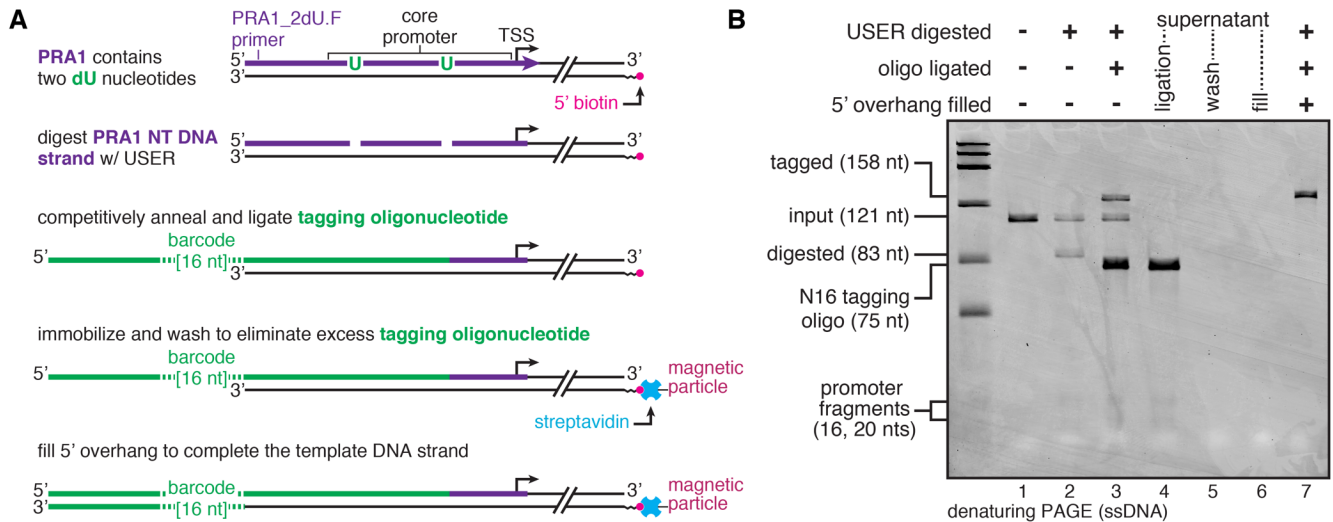 A
PRA1_2dU.F
primer
core
promoter
TSS
PRA1 contains
two dU nucleotides
5’
U
U
3’
3’
5’ biotin
digest PRA1 NT DNA
strand w/ USER
5’
3’
3’
competitively anneal and ligate tagging oligonucleotide
barcode
5’
[16 nt]
3’
3’
immobilize and wash to eliminate excess tagging oligonucleotide
barcode
5’
[16 nt]
3’
3’
magnetic
particle
streptavidin
fill 5’ overhang to complete the template DNA strand
barcode
5’
3’
[16 nt]
3’
magnetic
particle
B
USER digested - + + supernatant +
oligo ligated - - + ligation wash fill +
5’ overhang filled - - - +
tagged (158 nt)
input (121 nt)
digested (83 nt)
N16 tagging
oligo (75 nt)
promoter
fragments
(16, 20 nts)
1 2 3 4 5 6 7
denaturing PAGE (ssDNA)